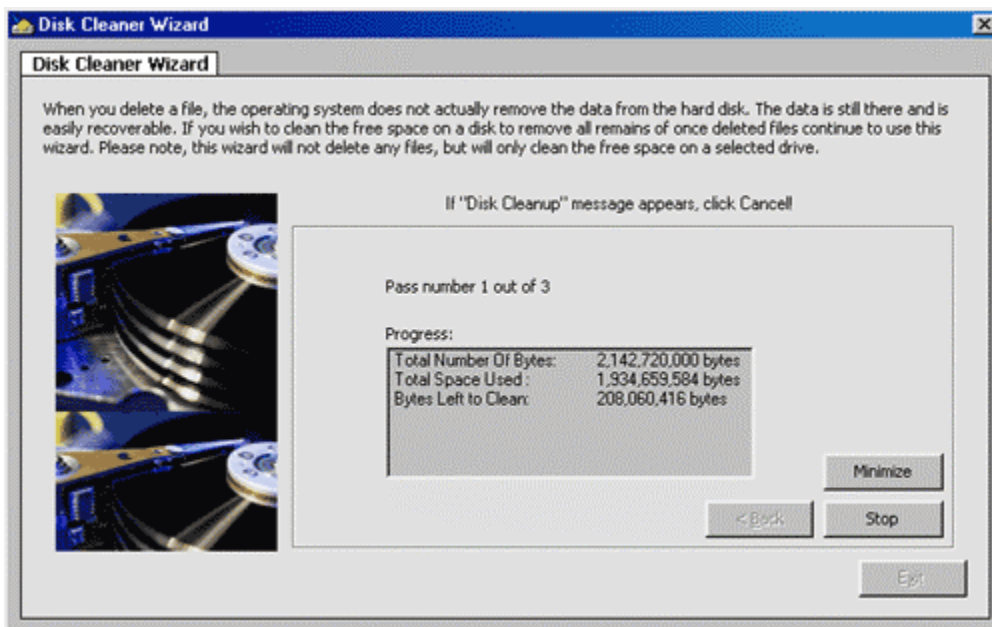 Disk Cleaner Wizard
Disk Cleaner Wizard
When you delete a file, the operating system does not actually remove the data from the hard disk. The data is still there and is
easily recoverable. If you wish to clean the free space on a disk to remove all remains of once deleted files continue to use this
wizard. Please note, this wizard will not delete any files, but will only clean the free space on a selected drive.
If "Disk Cleanup" message appears, click Cancel!
Pass number 1 out of 3
Progress:
Total Number Of Bytes: 2,142,720,000 bytes
Total Space Used : 1,934,659,584 bytes
Bytes Left to Clean: 208,060,416 bytes
Minimize
< Back Stop
Exit